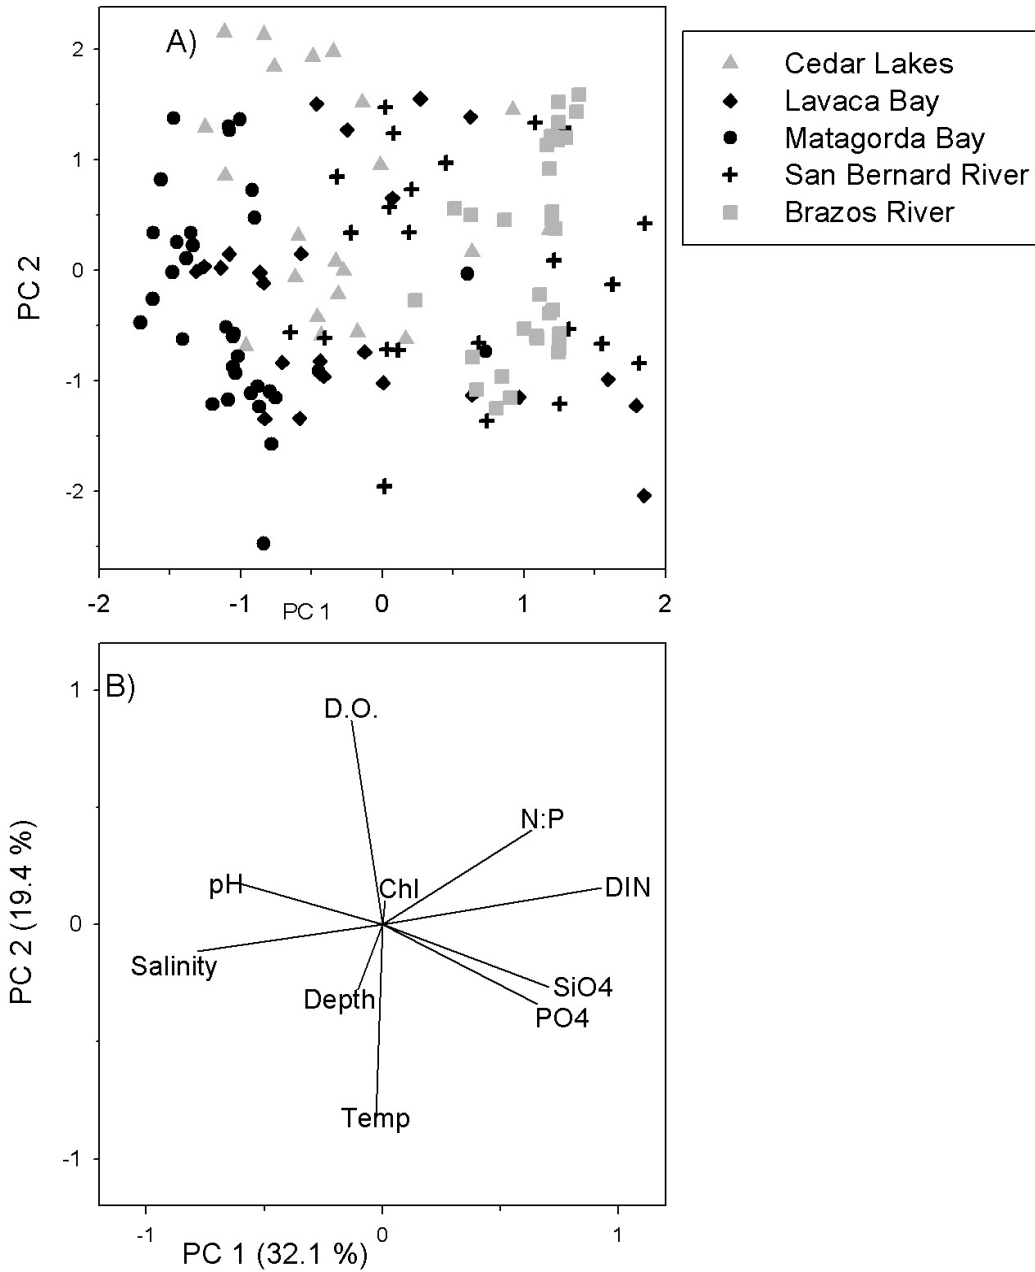 A)
2
1
0
-1
-2
PC 2
-2
-1
0
1
2
PC 1
Cedar Lakes
Lavaca Bay
Matagorda Bay
San Bernard River
Brazos River
B)
1
0
-1
PC 2 (19.4 %)
D.O.
N:P
pH
Chl
DIN
Salinity
Depth
SiO4
PO4
Temp
-1
0
1
PC 1 (32.1 %)